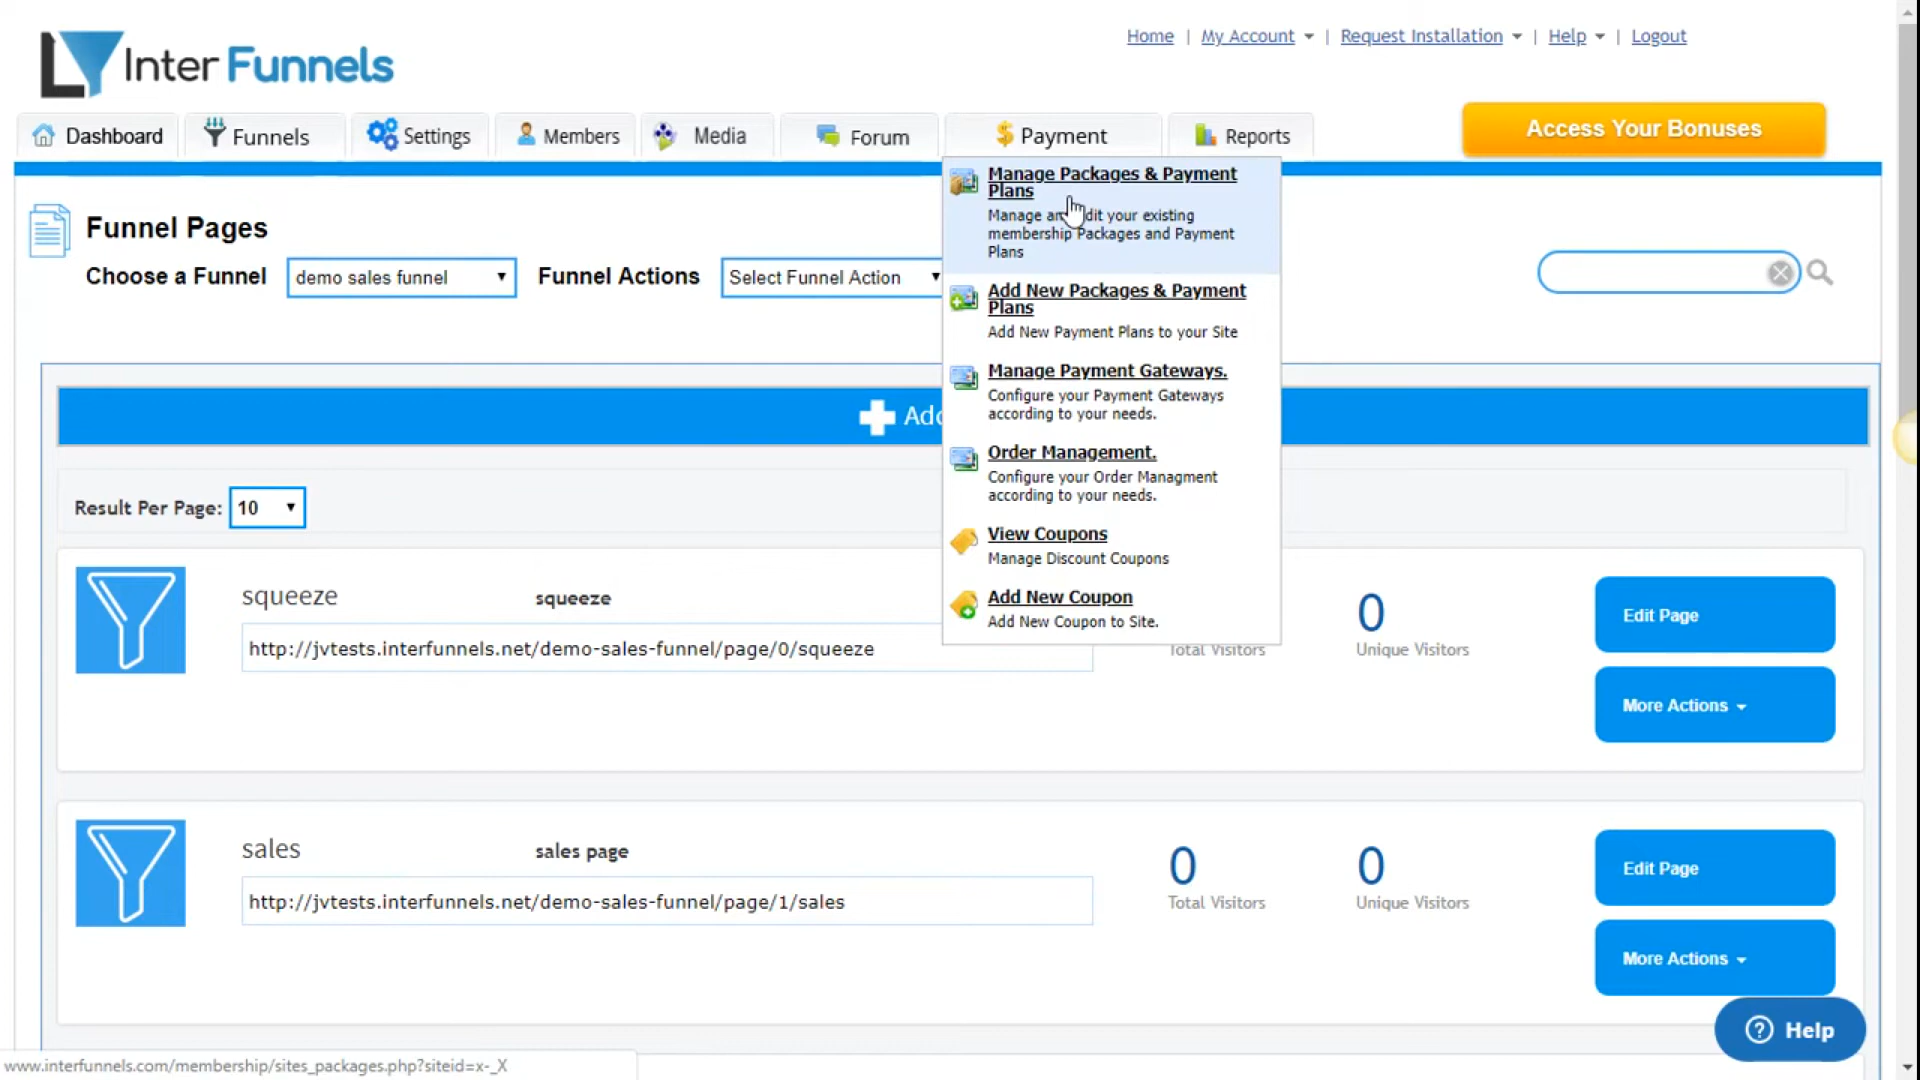 Home | My Account | Request Installation | Help | Logout
Inter Funnels
Dashboard
Funnels
Settings
Members
Media
Forum
Payment
Reports
Access Your Bonuses
Manage Packages & Payment
Plans
Manage an dit your existing
membership Packages and Payment
Plans
Add New Packages & Payment
Plans
Add New Payment Plans to your Site
Manage Payment Gateways.
Configure your Payment Gateways
according to your needs.
Order Management.
Configure your Order Managment
according to your needs.
View Coupons
Manage Discount Coupons
Add New Coupon
Add New Coupon to Site.
Funnel Pages
Choose a Funnel
demo sales funnel
Funnel Actions
Select Funnel Action
Add
Result Per Page:
10
squeeze
squeeze
http://jvtests.interfunnels.net/demo-sales-funnel/page/0/squeeze
Total Visitors
0
Unique Visitors
Edit Page
More Actions
sales
sales page
http://jvtests.interfunnels.net/demo-sales-funnel/page/1/sales
0
Total Visitors
0
Unique Visitors
Edit Page
More Actions
Help
www.interfunnels.com/membership/sites_packages.php?siteid=x-_X